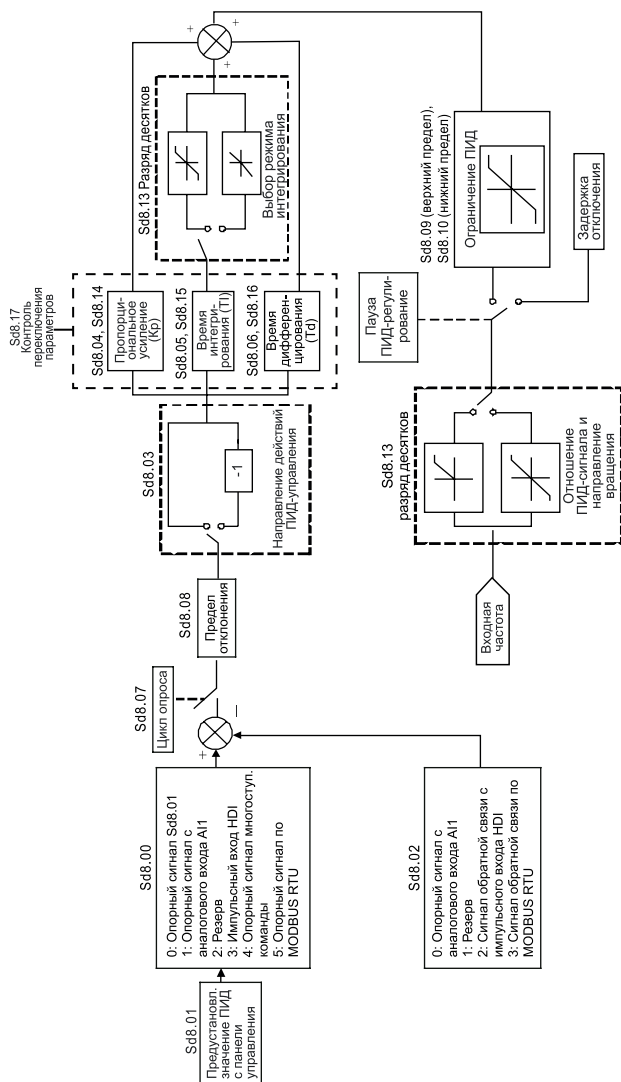 Sd8.01
Предустановл.
значение ПИД
с панели
управления
Sd8.00
0: Опорный сигнал Sd8.01
1: Опорный сигнал с
аналогового входа AI1
2: Резерв
3: Импульсный вход HDI
4: Опорный сигнал многоступ.
команды
5: Опорный сигнал по
MODBUS RTU
Sd8.02
0: Опорный сигнал с
аналогового входа AI1
1: Резерв
2: Сигнал обратной связи с
импульсного входа HDI
3: Сигнал обратной связи по
MODBUS RTU
+
−
Sd8.07
Цикл опроса
Sd8.08
Предел
отклонения
Sd8.03
-1
Направление действий
ПИД-управления
Sd8.17
Контроль
переключения
параметров
Sd8.04, Sd8.14
Пропорци-
ональное
усиление
(Kp)
Sd8.05, Sd8.15
Время
интегри-
рования (TI)
Sd8.06, Sd8.16
Время
дифферен-
цирования
(Td)
Sd8.13 Разряд десятков
Выбор режима
интегрирования
+
+
+
Sd8.09 (верхний предел),
Sd8.10 (нижний предел)
Ограничение ПИД
Задержка
отключения
Пауза
ПИД-регули-
рование
Sd8.13
разряд десятков
Отношение
ПИД-сигнала и
направление
вращения
Входная
частота